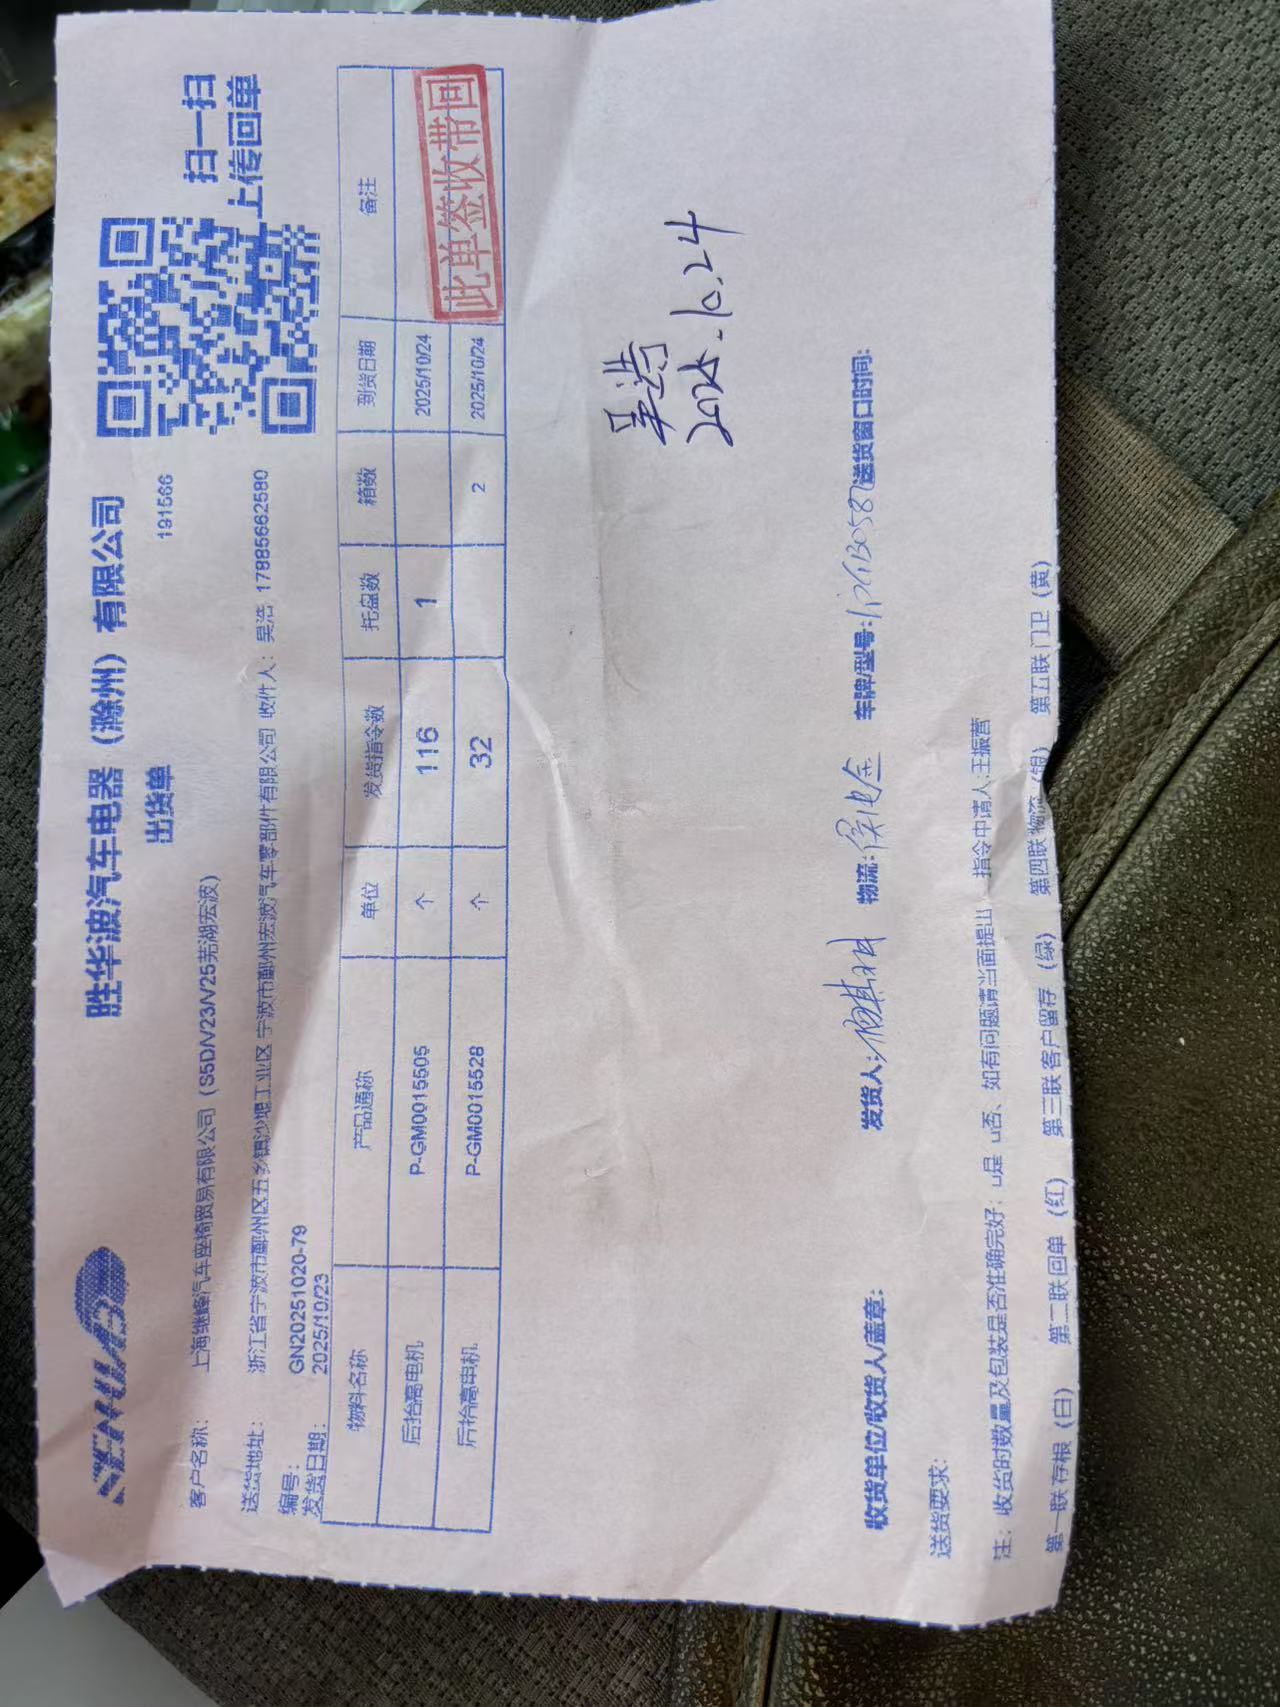 SENHUA
胜华波汽车电器（滁州）有限公司
出货单
191566
扫一扫
上传回单
客户名称： 上海继峰汽车座椅贸易有限公司（S5D/V23/V25芜湖宏波）
送货地址： 浙江省宁波市鄞州区五乡镇沙堰工业区 宁波市鄞州宏波汽车零部件有限公司 收件人：吴浩 17885662580
编号： GN20251020-79
发货日期： 2025/10/23
物料名称 产品通称 单位 发货指令数 托盘数 箱数 到货日期 备注
后抬高电机 P-GM0015505 个 116 1 2025/10/24
后抬高电机 P-GM0015528 个 32 2 2025/10/24
此单签收带回
吴浩
2025.10.24
收货单位/收货人/盖章： 发货人： 物流： 车牌/型号： 送货窗口时间：
送货要求：
注：收货时数量及包装是否准确完好；u是 u否、如有问题请当面提出 指令申请人:王振营
第一联存根（白） 第二联回单（红） 第三联客户留存（绿） 第四联物流（银） 第五联门卫（黄）